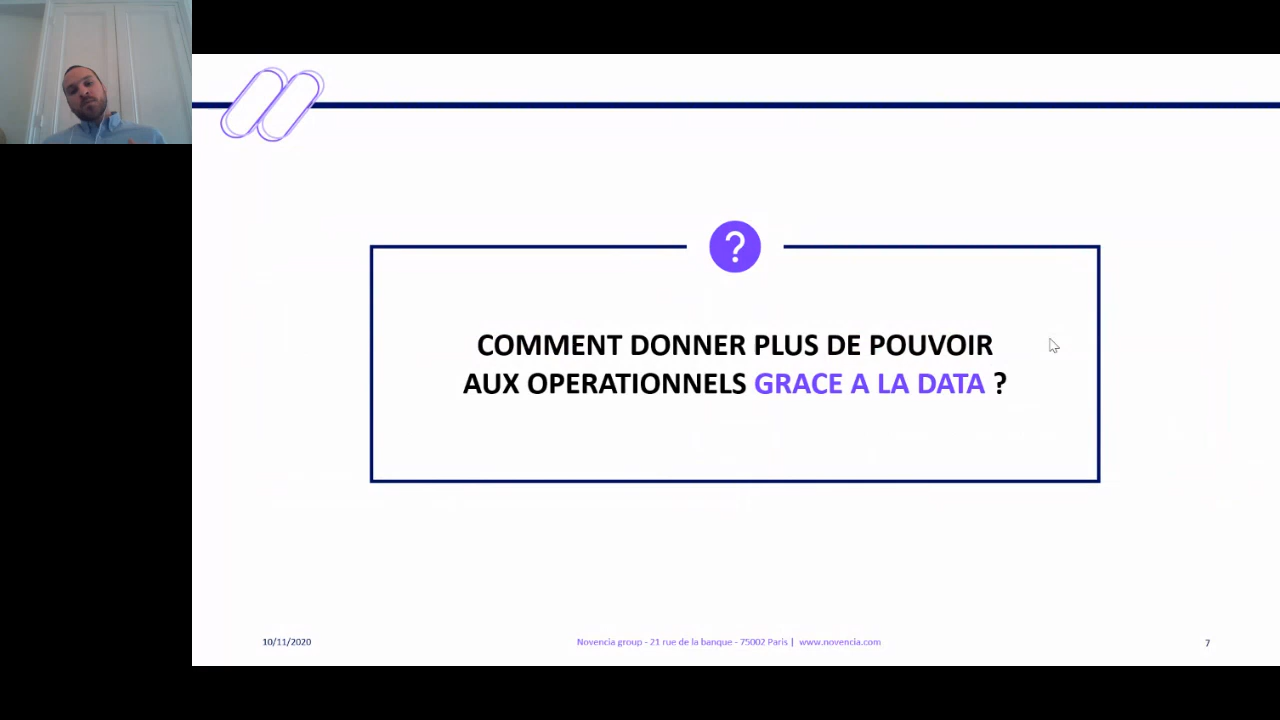 ?
COMMENT DONNER PLUS DE POUVOIR
AUX OPERATIONNELS GRACE A LA DATA ?
10/11/2020
Novencia group - 21 rue de la banque - 75002 Paris | www.novencia.com
7